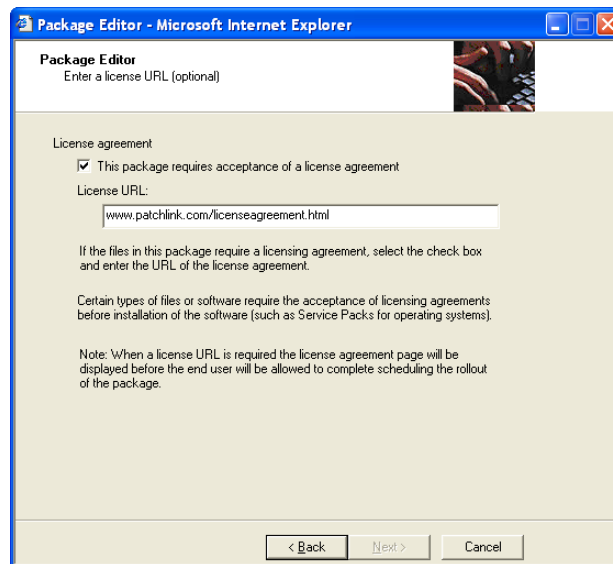 Package Editor - Microsoft Internet Explorer
Package Editor
Enter a license URL (optional)
License agreement
This package requires acceptance of a license agreement
License URL:
www.patchlink.com/licenseagreement.html
If the files in this package require a licensing agreement, select the check box
and enter the URL of the license agreement.
Certain types of files or software require the acceptance of licensing agreements
before installation of the software (such as Service Packs for operating systems).
Note: When a license URL is required the license agreement page will be
displayed before the end user will be allowed to complete scheduling the rollout
of the package.
< Back Next > Cancel